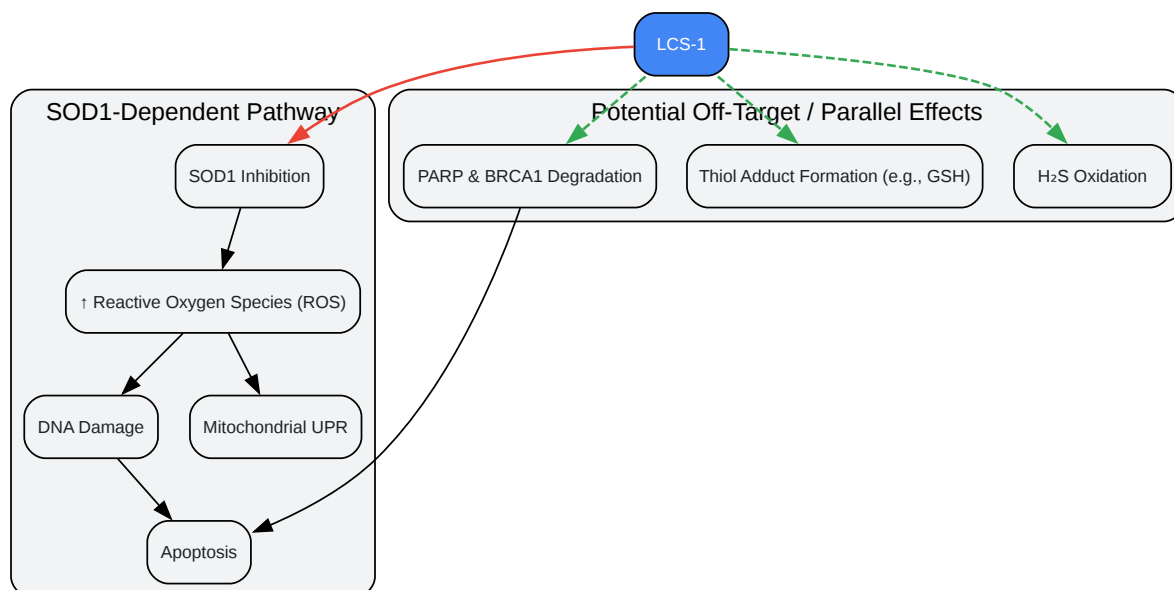 LCS-1
SOD1-Dependent Pathway
Potential Off-Target / Parallel Effects
SOD1 Inhibition
PARP & BRCA1 Degradation
Thiol Adduct Formation (e.g., GSH)
H₂S Oxidation
↑ Reactive Oxygen Species (ROS)
DNA Damage
Mitochondrial UPR
Apoptosis